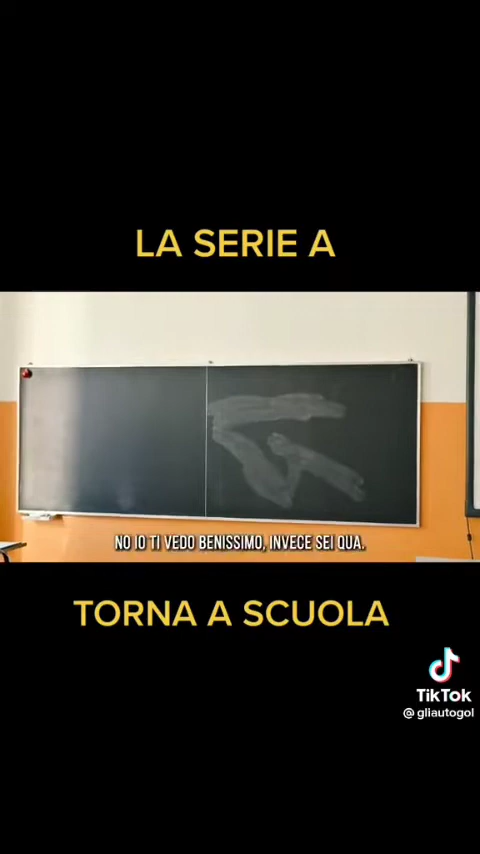 LA SERIE A
NO IO TI VEDO BENISSIMO, INVECE SEI QUA.
TORNA A SCUOLA
TikTok
@gliautogol